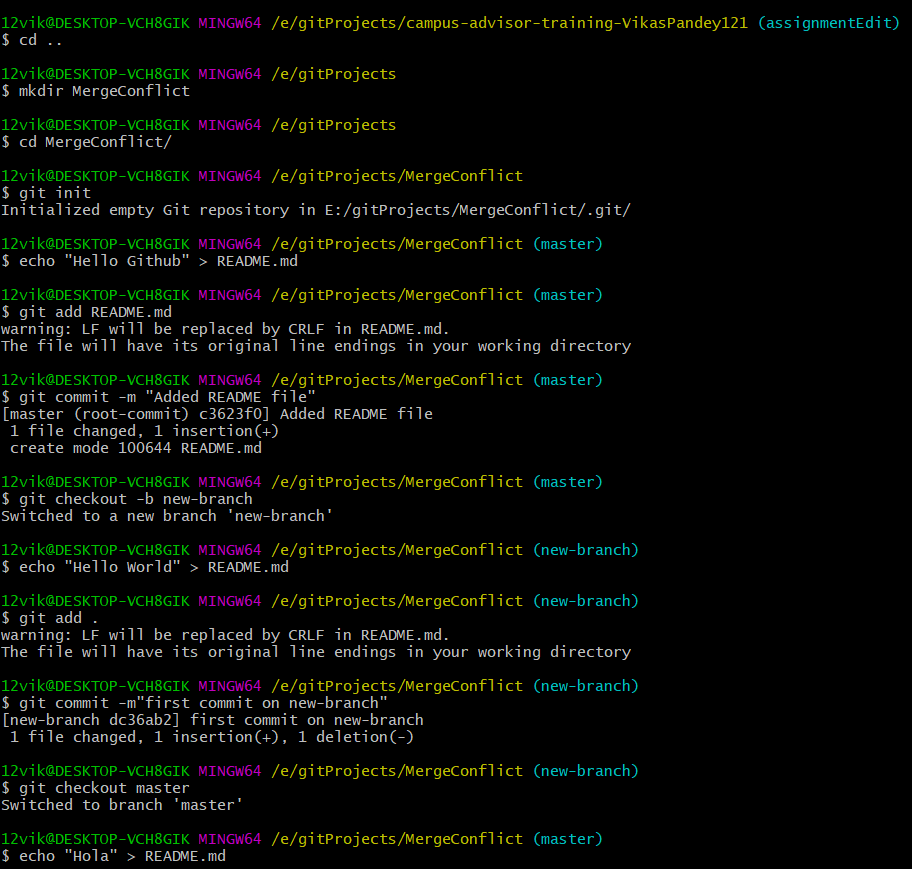 12vik@DESKTOP-VCH8GIK MINGW64 /e/gitProjects/campus-advisor-training-VikasPandey121 (assignmentEdit)
$ cd ..
12vik@DESKTOP-VCH8GIK MINGW64 /e/gitProjects
$ mkdir MergeConflict
12vik@DESKTOP-VCH8GIK MINGW64 /e/gitProjects
$ cd MergeConflict/
12vik@DESKTOP-VCH8GIK MINGW64 /e/gitProjects/MergeConflict
$ git init
Initialized empty Git repository in E:/gitProjects/MergeConflict/.git/
12vik@DESKTOP-VCH8GIK MINGW64 /e/gitProjects/MergeConflict (master)
$ echo "Hello Github" > README.md
12vik@DESKTOP-VCH8GIK MINGW64 /e/gitProjects/MergeConflict (master)
$ git add README.md
warning: LF will be replaced by CRLF in README.md.
The file will have its original line endings in your working directory
12vik@DESKTOP-VCH8GIK MINGW64 /e/gitProjects/MergeConflict (master)
$ git commit -m "Added README file"
[master (root-commit) c3623f0] Added README file
 1 file changed, 1 insertion(+)
 create mode 100644 README.md
12vik@DESKTOP-VCH8GIK MINGW64 /e/gitProjects/MergeConflict (master)
$ git checkout -b new-branch
Switched to a new branch 'new-branch'
12vik@DESKTOP-VCH8GIK MINGW64 /e/gitProjects/MergeConflict (new-branch)
$ echo "Hello World" > README.md
12vik@DESKTOP-VCH8GIK MINGW64 /e/gitProjects/MergeConflict (new-branch)
$ git add .
warning: LF will be replaced by CRLF in README.md.
The file will have its original line endings in your working directory
12vik@DESKTOP-VCH8GIK MINGW64 /e/gitProjects/MergeConflict (new-branch)
$ git commit -m"first commit on new-branch"
[new-branch dc36ab2] first commit on new-branch
 1 file changed, 1 insertion(+), 1 deletion(-)
12vik@DESKTOP-VCH8GIK MINGW64 /e/gitProjects/MergeConflict (new-branch)
$ git checkout master
Switched to branch 'master'
12vik@DESKTOP-VCH8GIK MINGW64 /e/gitProjects/MergeConflict (master)
$ echo "Hola" > README.md